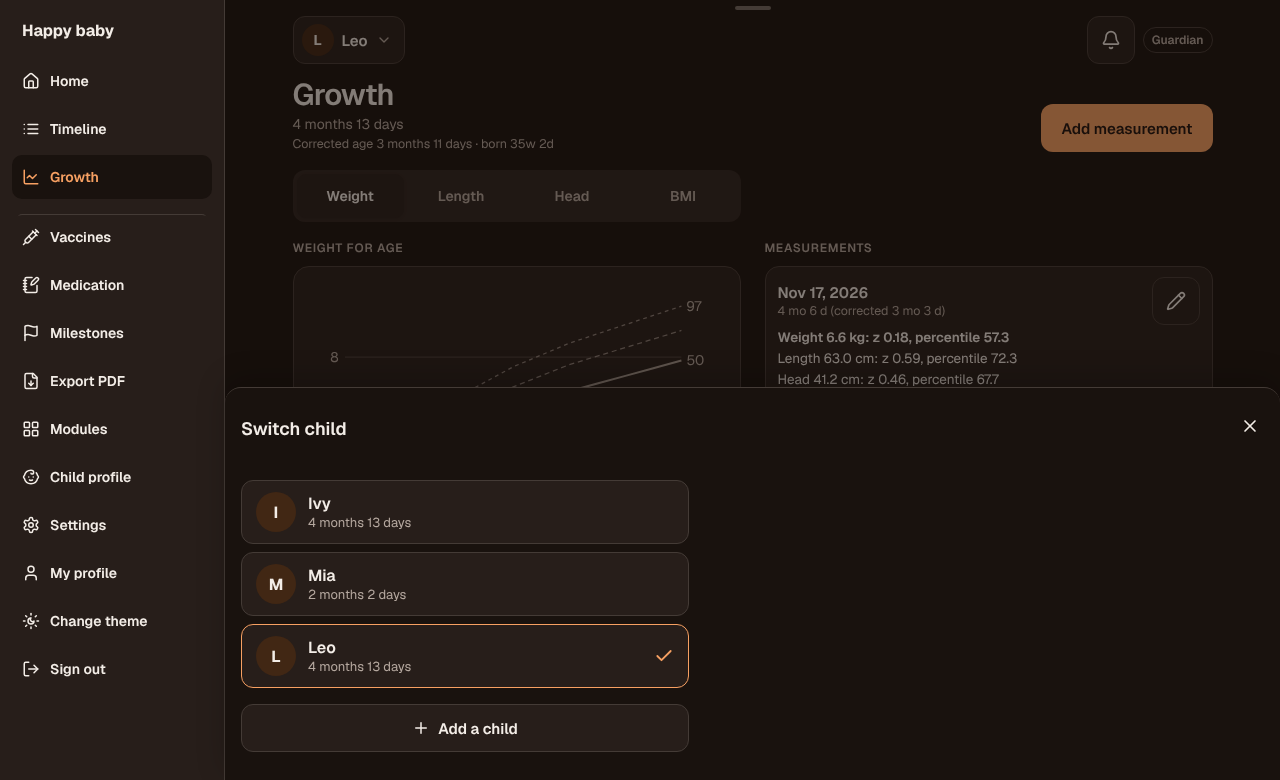 Happy baby
Home
Timeline
Growth
Vaccines
Medication
Milestones
Export PDF
Modules
Child profile
Settings
My profile
Change theme
Sign out
L Leo
Guardian
Growth
4 months 13 days
Corrected age 3 months 11 days · born 35w 2d
Add measurement
Weight Length Head BMI
WEIGHT FOR AGE
97
8
50
MEASUREMENTS
Nov 17, 2026
4 mo 6 d (corrected 3 mo 3 d)
Weight 6.6 kg: z 0.18, percentile 57.3
Length 63.0 cm: z 0.59, percentile 72.3
Head 41.2 cm: z 0.46, percentile 67.7
Switch child
I
Ivy
4 months 13 days
M
Mia
2 months 2 days
L
Leo
4 months 13 days
Add a child